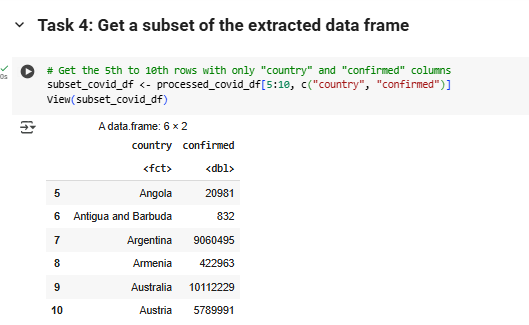 Task 4: Get a subset of the extracted data frame
0s
# Get the 5th to 10th rows with only "country" and "confirmed" columns
subset_covid_df <- processed_covid_df[5:10, c("country", "confirmed")]
View(subset_covid_df)
A data.frame: 6 × 2
country confirmed
<fct> <dbl>
5 Angola 20981
6 Antigua and Barbuda 832
7 Argentina 9060495
8 Armenia 422963
9 Australia 10112229
10 Austria 5789991